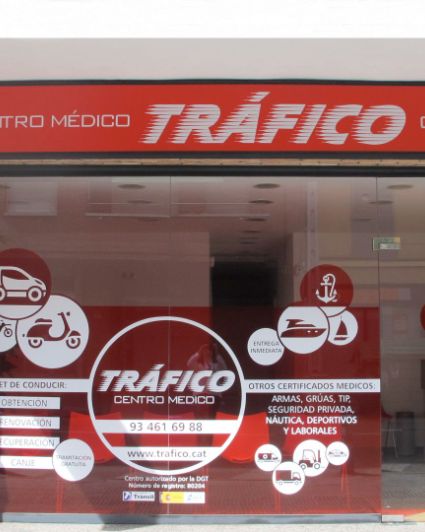 NTRO MÉDICO TRÁFICO C
ENTREGA
INMEDIATA
TRÁFICO
CENTRO MEDICO
93 461 69 88
www.trafico.cat
Centro autorizado por la DGT
Número de registro: 80204
Trànsit
ET DE CONDUCIR:
OBTENCIÓN
RENOVACIÓN
RECUPERACIÓN
CANJE
TRAMITACIÓN
GRATUITA
OTROS CERTIFICADOS MEDICOS:
ARMAS, GRÚAS, TIP,
SEGURIDAD PRIVADA,
NÁUTICA, DEPORTIVOS
Y LABORALES